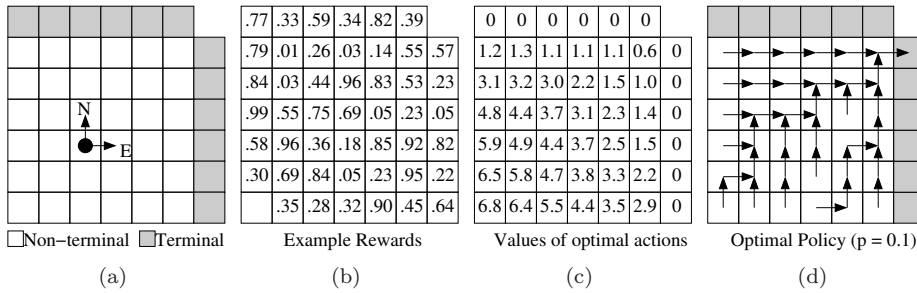 N
E
Non−terminal Terminal
(a)
.77 .33 .59 .34 .82 .39
.79 .01 .26 .03 .14 .55 .57
.84 .03 .44 .96 .83 .53 .23
.99 .55 .75 .69 .05 .23 .05
.58 .96 .36 .18 .85 .92 .82
.30 .69 .84 .05 .23 .95 .22
.35 .28 .32 .90 .45 .64
Example Rewards
(b)
0 0 0 0 0 0
1.2 1.3 1.1 1.1 1.1 0.6 0
3.1 3.2 3.0 2.2 1.5 1.0 0
4.8 4.4 3.7 3.1 2.3 1.4 0
5.9 4.9 4.4 3.7 2.5 1.5 0
6.5 5.8 4.7 3.8 3.3 2.2 0
6.8 6.4 5.5 4.4 3.5 2.9 0
Values of optimal actions
(c)
Optimal Policy (p = 0.1)
(d)